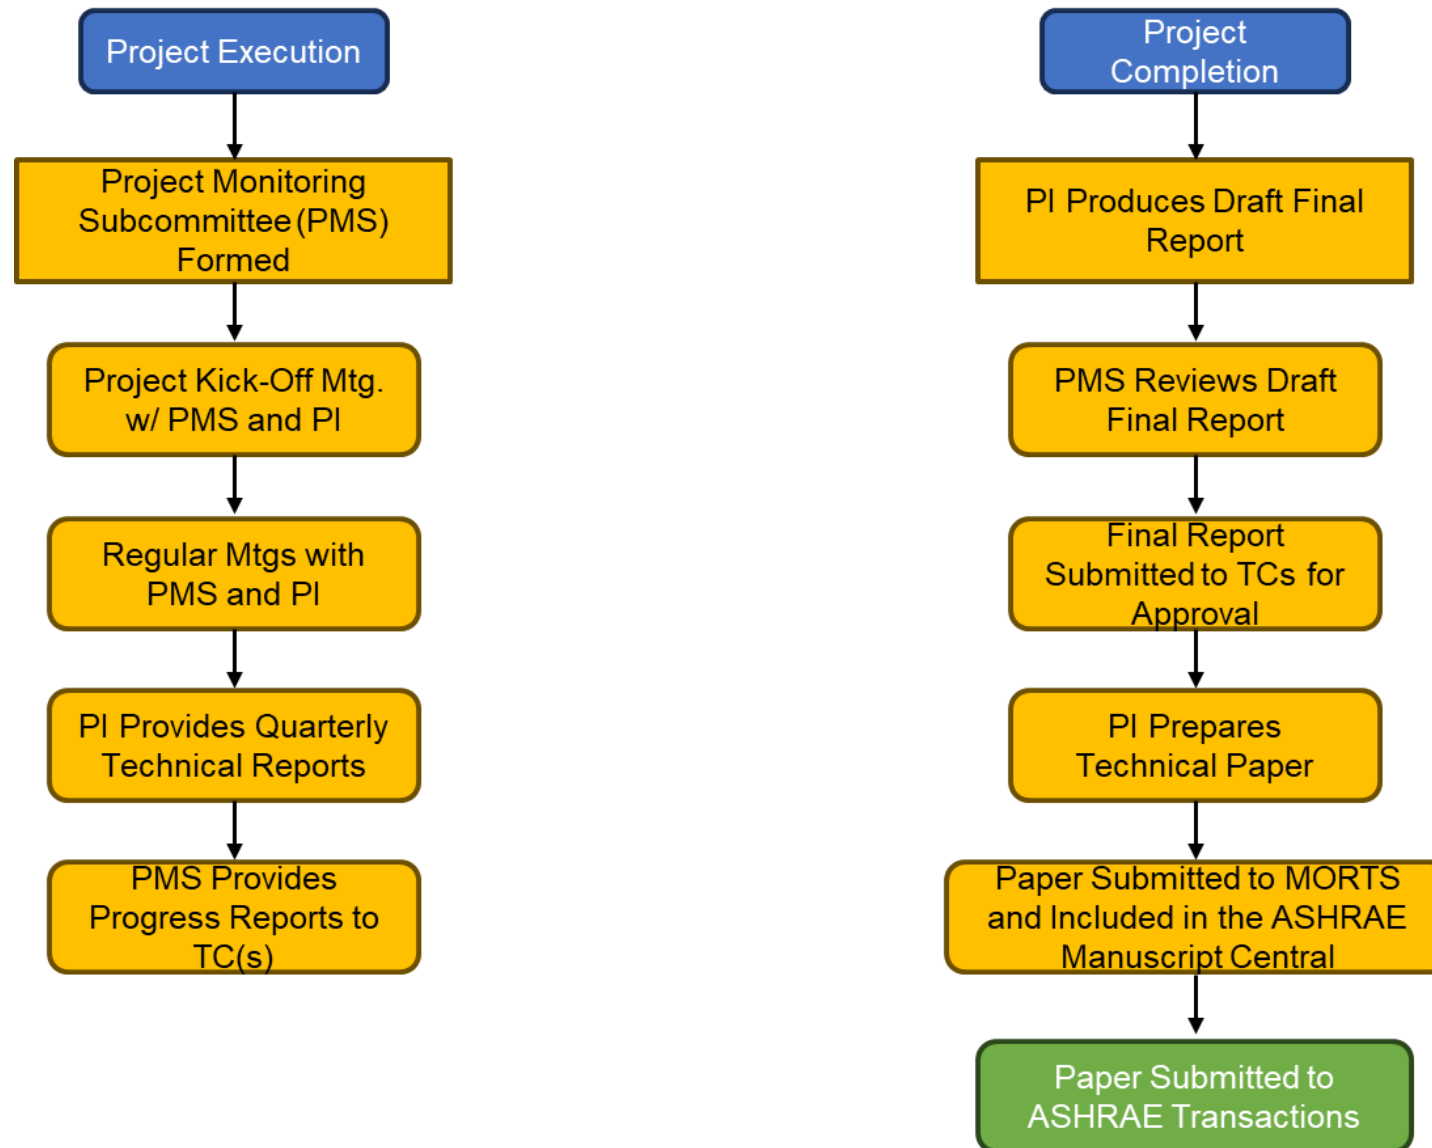 Project Execution
Project Monitoring
Subcommittee (PMS)
Formed
Project Kick-Off Mtg.
w/ PMS and PI
Regular Mtgs with
PMS and PI
PI Provides Quarterly
Technical Reports
PMS Provides
Progress Reports to
TC(s)
Project
Completion
PI Produces Draft Final
Report
PMS Reviews Draft
Final Report
Final Report
Submitted to TCs for
Approval
PI Prepares
Technical Paper
Paper Submitted to MORTS
and Included in the ASHRAE
Manuscript Central
Paper Submitted to
ASHRAE Transactions